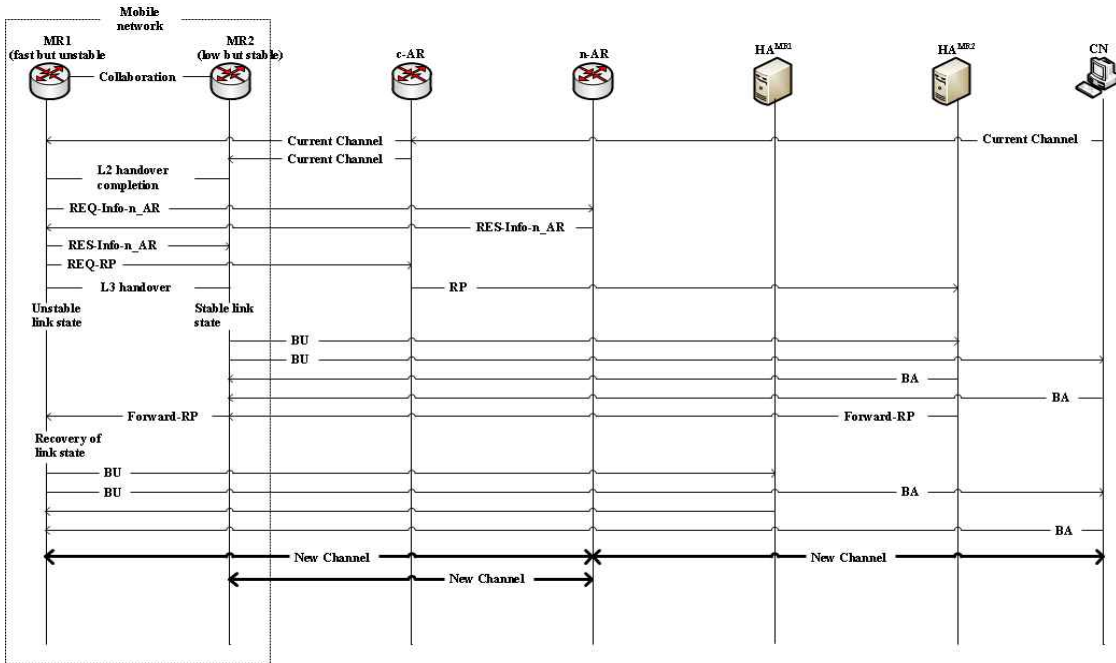 Mobile
network
MR1
(fast but unstable
MR2
(low but stable)
c-AR
n-AR
HA^MR1
HA^MR2
CN
Collaboration
Current Channel
Current Channel
Current Channel
L2 handover
completion
REQ-Info-n_AR
RES-Info-n_AR
RES-Info-n_AR
REQ-RP
L3 handover
RP
Unstable
link state
Stable link
state
BU
BU
BA
BA
Forward-RP
Forward-RP
Recovery of
link state
BU
BU
BA
BA
New Channel
New Channel
New Channel